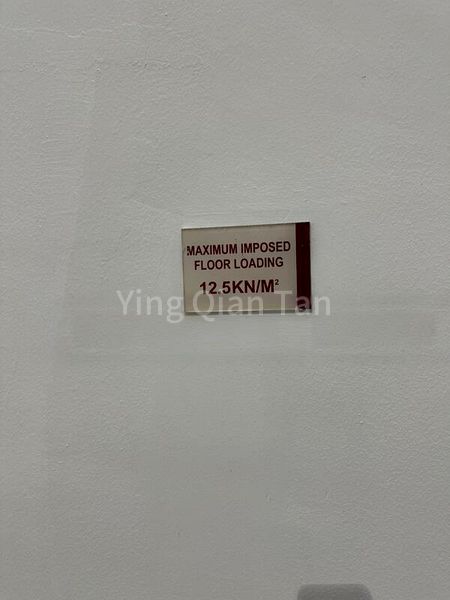 MAXIMUM IMPOSED
FLOOR LOADING
12.5KN/M²
Ying Qian Tan